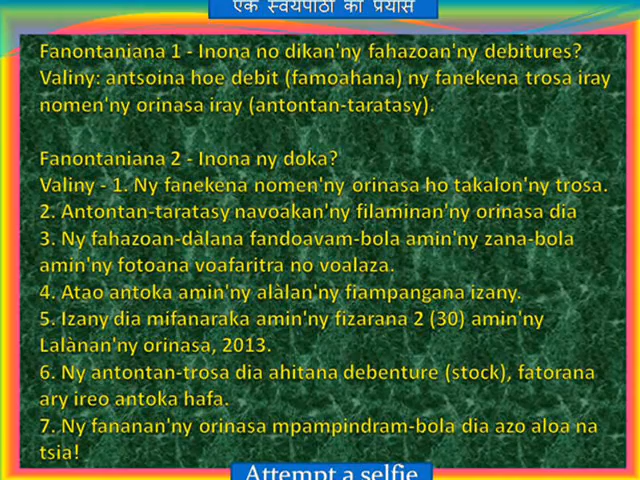 एक स्वयंपाठी का प्रयास
Fanontaniana 1 - Inona no dikan'ny fahazoan'ny debitures?
Valiny: antsoina hoe debit (famoahana) ny fanekena trosa iray
nomen'ny orinasa iray (antontan-taratasy).
Fanontaniana 2 - Inona ny doka?
Valiny - 1. Ny fanekena nomen'ny orinasa ho takalon'ny trosa.
2. Antontan-taratasy navoakan'ny filaminan'ny orinasa dia
3. Ny fahazoan-dàlana fandoavam-bola amin'ny zana-bola
amin'ny fotoana voafaritra no voalaza.
4. Atao antoka amin'ny alàlan'ny fiampangana izany.
5. Izany dia mifanaraka amin'ny fizarana 2 (30) amin'ny
Lalànan'ny orinasa, 2013.
6. Ny antontan-trosa dia ahitana debenture (stock), fatorana
ary ireo antoka hafa.
7. Ny fananan'ny orinasa mpampindram-bola dia azo aloa na
tsia!
Attempt a selfie